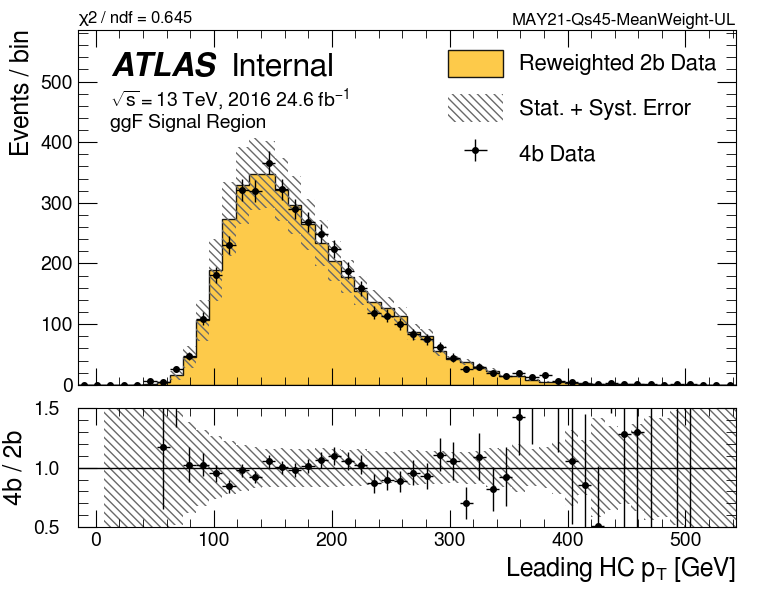 χ2 / ndf = 0.645
MAY21-Qs45-MeanWeight-UL
Events / bin
500
400
300
200
100
0
ATLAS Internal
√s = 13 TeV, 2016 24.6 fb−1
ggF Signal Region
Reweighted 2b Data
Stat. + Syst. Error
4b Data
4b / 2b
1.5
1.0
0.5
0 100 200 300 400 500
Leading HC pT [GeV]